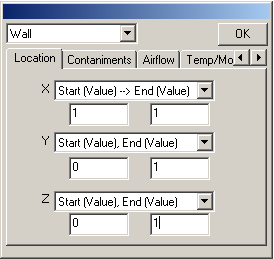 Wall OK
Location Contaniments Airflow Temp/Mo
X Start (Value) --> End (Value)
1 1
Y Start (Value), End (Value)
0 1
Z Start (Value), End (Value)
0 1